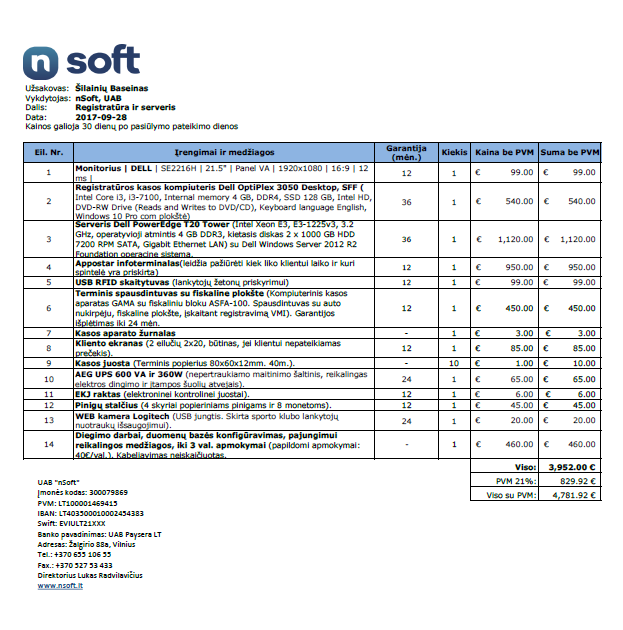 n soft
Užsakovas: Šilainių Baseinas
Vykdytojas: nSoft, UAB
Dalis: Registratūra ir serveris
Data: 2017-09-28
Kainos galioja 30 dienų po pasiūlymo pateikimo dienos
Eil. Nr. Įrengimai ir medžiagos Garantija (mėn.) Kiekis Kaina be PVM Suma be PVM
1 Monitorius | DELL | SE2216H | 21.5" | Panel VA | 1920x1080 | 16:9 | 12 12 1 € 99.00 € 99.00
ms |
2 Registratūros kasos kompiuteris Dell OptiPlex 3050 Desktop, SFF ( 36 1 € 540.00 € 540.00
Intel Core i3, i3-7100, Internal memory 4 GB, DDR4, SSD 128 GB, Intel HD,
DVD-RW Drive (Reads and Writes to DVD/CD), Keyboard language English,
Windows 10 Pro com plokštė)
3 Serveris Dell PowerEdge T20 Tower (Intel Xeon E3, E3-1225v3, 3.2 36 1 € 1,120.00 € 1,120.00
GHz, operatyvioji atmintis 4 GB DDR3, kietasis diskas 2 x 1000 GB HDD
7200 RPM SATA, Gigabit Ethernet LAN) su Dell Windows Server 2012 R2
Foundation operacine sistema.
4 Appostar infoterminalas(leidžia pažiūrėti kiek liko klientui laiko ir kuri 12 1 € 950.00 € 950.00
spintelė yra priskirta)
5 USB RFID skaitytuvas (lankytojų žetonų priskyrimui) 12 1 € 99.00 € 99.00
6 Terminis spausdintuvas su fiskaline plokšte (Kompiuterinis kasos 12 1 € 450.00 € 450.00
aparatas GAMA su fiskaliniu bloku ASFA-100. Spausdintuvas su auto
nukirpėju, fiskaline plokšte, įskaitant registravimą VMI). Garantijos
išplėtimas iki 24 mėn.
7 Kasos aparato žurnalas - 1 € 3.00 € 3.00
8 Kliento ekranas (2 eilučių 2x20, būtinas, jei klientui nepateikiamas 12 1 € 85.00 € 85.00
prečekis).
9 Kasos juosta (Terminis popierius 80x60x12mm. 40m.). - 10 € 1.00 € 10.00
10 AEG UPS 600 VA ir 360W (nepertraukiamo maitinimo šaltinis, reikalingas 24 1 € 65.00 € 65.00
elektros dingimo ir įtampos šuolių atvejais).
11 EKJ raktas (elektroninei kontrolinei juostai). 12 1 € 6.00 € 6.00
12 Pinigų stalčius (4 skyriai popieriniams pinigams ir 8 monetoms). 12 1 € 45.00 € 45.00
13 WEB kamera Logitech (USB jungtis. Skirta sporto klubo lankytojų 24 1 € 20.00 € 20.00
nuotraukų išsaugojimui).
14 Diegimo darbai, duomenų bazės konfigūravimas, pajungimui - 1 € 460.00 € 460.00
reikalingos medžiagos, iki 3 val. apmokymai (papildomi apmokymai:
40€/val.). Kabeliavimas neįskaičiuotas.
Viso: 3,952.00 €
PVM 21%: 829.92 €
Viso su PVM: 4,781.92 €
UAB "nSoft"
Įmonės kodas: 300079869
PVM: LT100001469415
IBAN: LT403500010002454383
Swift: EVIULT21XXX
Banko pavadinimas: UAB Paysera LT
Adresas: Žalgirio 88a, Vilnius
Tel.: +370 655 106 55
Fax.: +370 527 53 433
Direktorius Lukas Radvilavičius
www.nsoft.lt